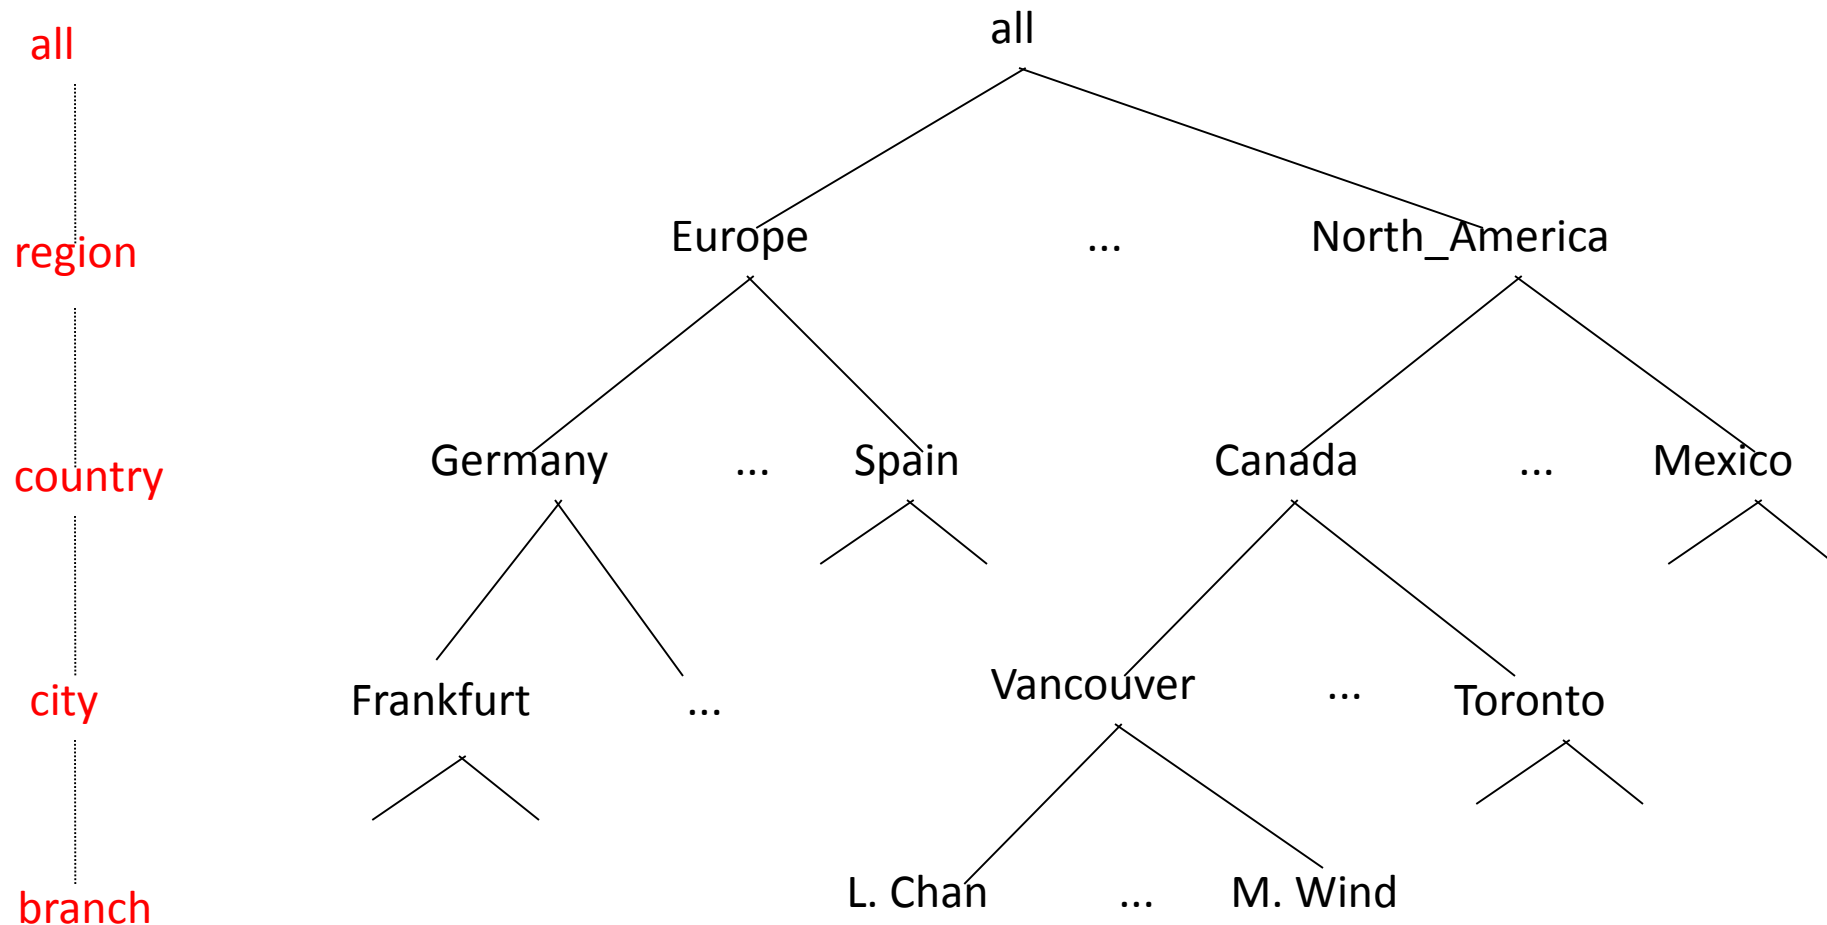 all all
region Europe ... North_America
country Germany ... Spain Canada ... Mexico
city Frankfurt ... Vancouver ... Toronto
branch L. Chan ... M. Wind